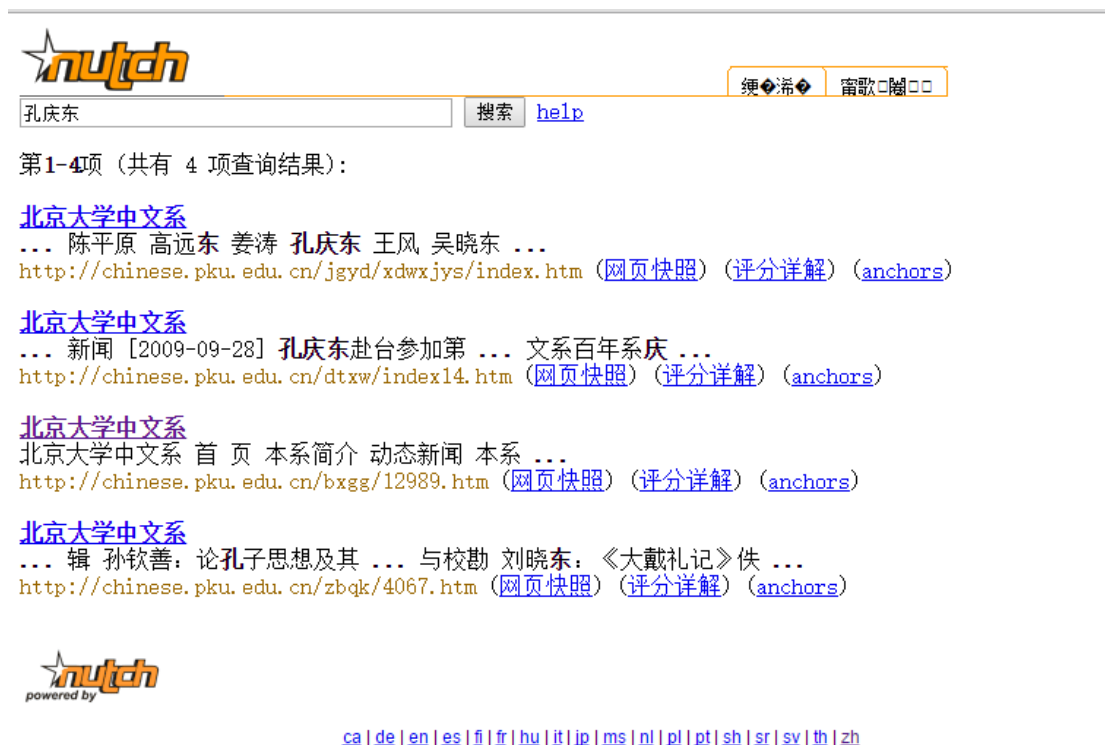 nutch
绠�浠� 甯歌□闂□□
孔庆东 搜索 help
第1-4项 (共有 4 项查询结果):
北京大学中文系
... 陈平原 高远东 姜涛 孔庆东 王风 吴晓东 ...
http://chinese.pku.edu.cn/jgyd/xdwxjys/index.htm (网页快照) (评分详解) (anchors)
北京大学中文系
... 新闻 [2009-09-28] 孔庆东赴台参加第 ... 文系百年系庆 ...
http://chinese.pku.edu.cn/dtxw/index14.htm (网页快照) (评分详解) (anchors)
北京大学中文系
北京大学中文系 首 页 本系简介 动态新闻 本系 ...
http://chinese.pku.edu.cn/bxgg/12989.htm (网页快照) (评分详解) (anchors)
北京大学中文系
... 辑 孙钦善：论孔子思想及其 ... 与校勘 刘晓东：《大戴礼记》佚 ...
http://chinese.pku.edu.cn/zbqk/4067.htm (网页快照) (评分详解) (anchors)
nutch
powered by
ca | de | en | es | fi | fr | hu | it | jp | ms | nl | pl | pt | sh | sr | sv | th | zh